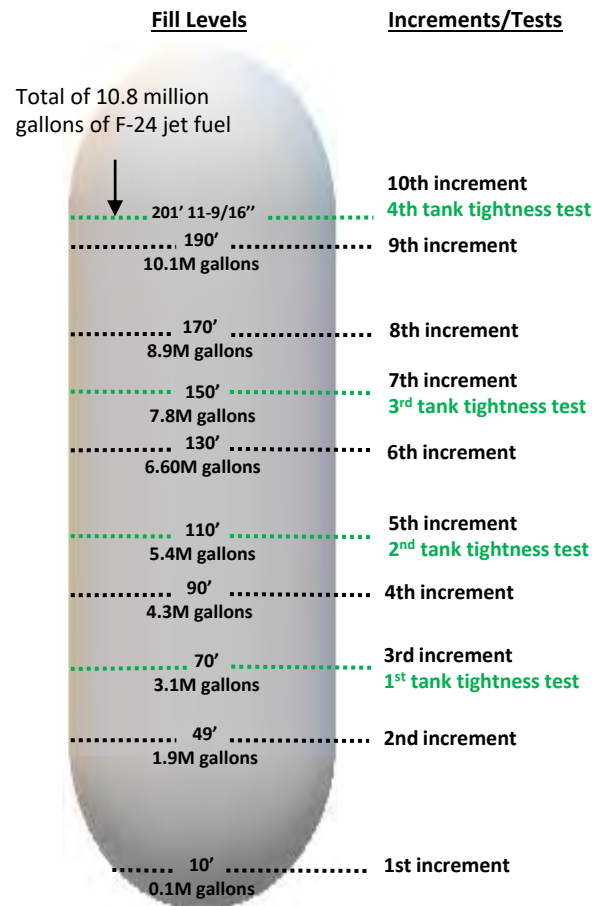 Fill Levels
Increments/Tests
Total of 10.8 million
gallons of F-24 jet fuel
10th increment
201' 11-9/16''
4th tank tightness test
190'
9th increment
10.1M gallons
170'
8th increment
8.9M gallons
7th increment
150'
3rd tank tightness test
7.8M gallons
130'
6th increment
6.60M gallons
5th increment
110'
2nd tank tightness test
5.4M gallons
90'
4th increment
4.3M gallons
3rd increment
70'
1st tank tightness test
3.1M gallons
49'
2nd increment
1.9M gallons
10'
1st increment
0.1M gallons